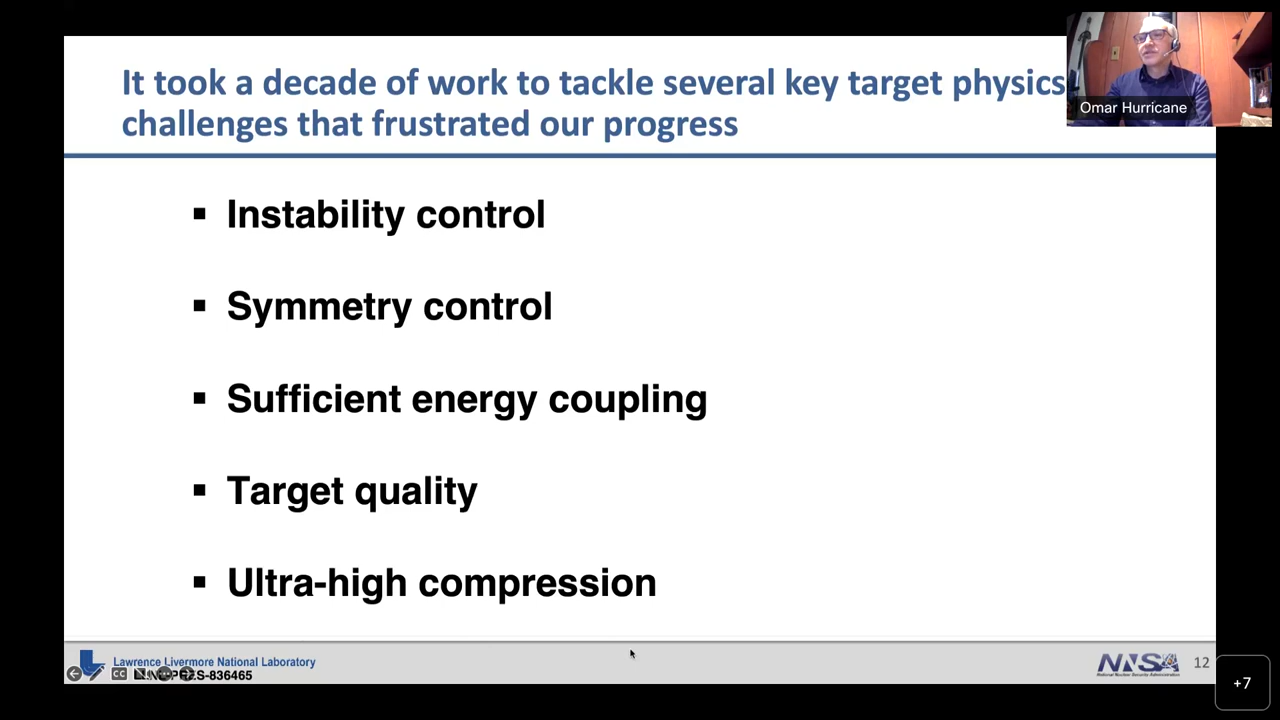 It took a decade of work to tackle several key target physics
challenges that frustrated our progress
Omar Hurricane
▪ Instability control
▪ Symmetry control
▪ Sufficient energy coupling
▪ Target quality
▪ Ultra-high compression
Lawrence Livermore National Laboratory
CC
S-836465
NNSA
National Nuclear Security Administration
12
+7